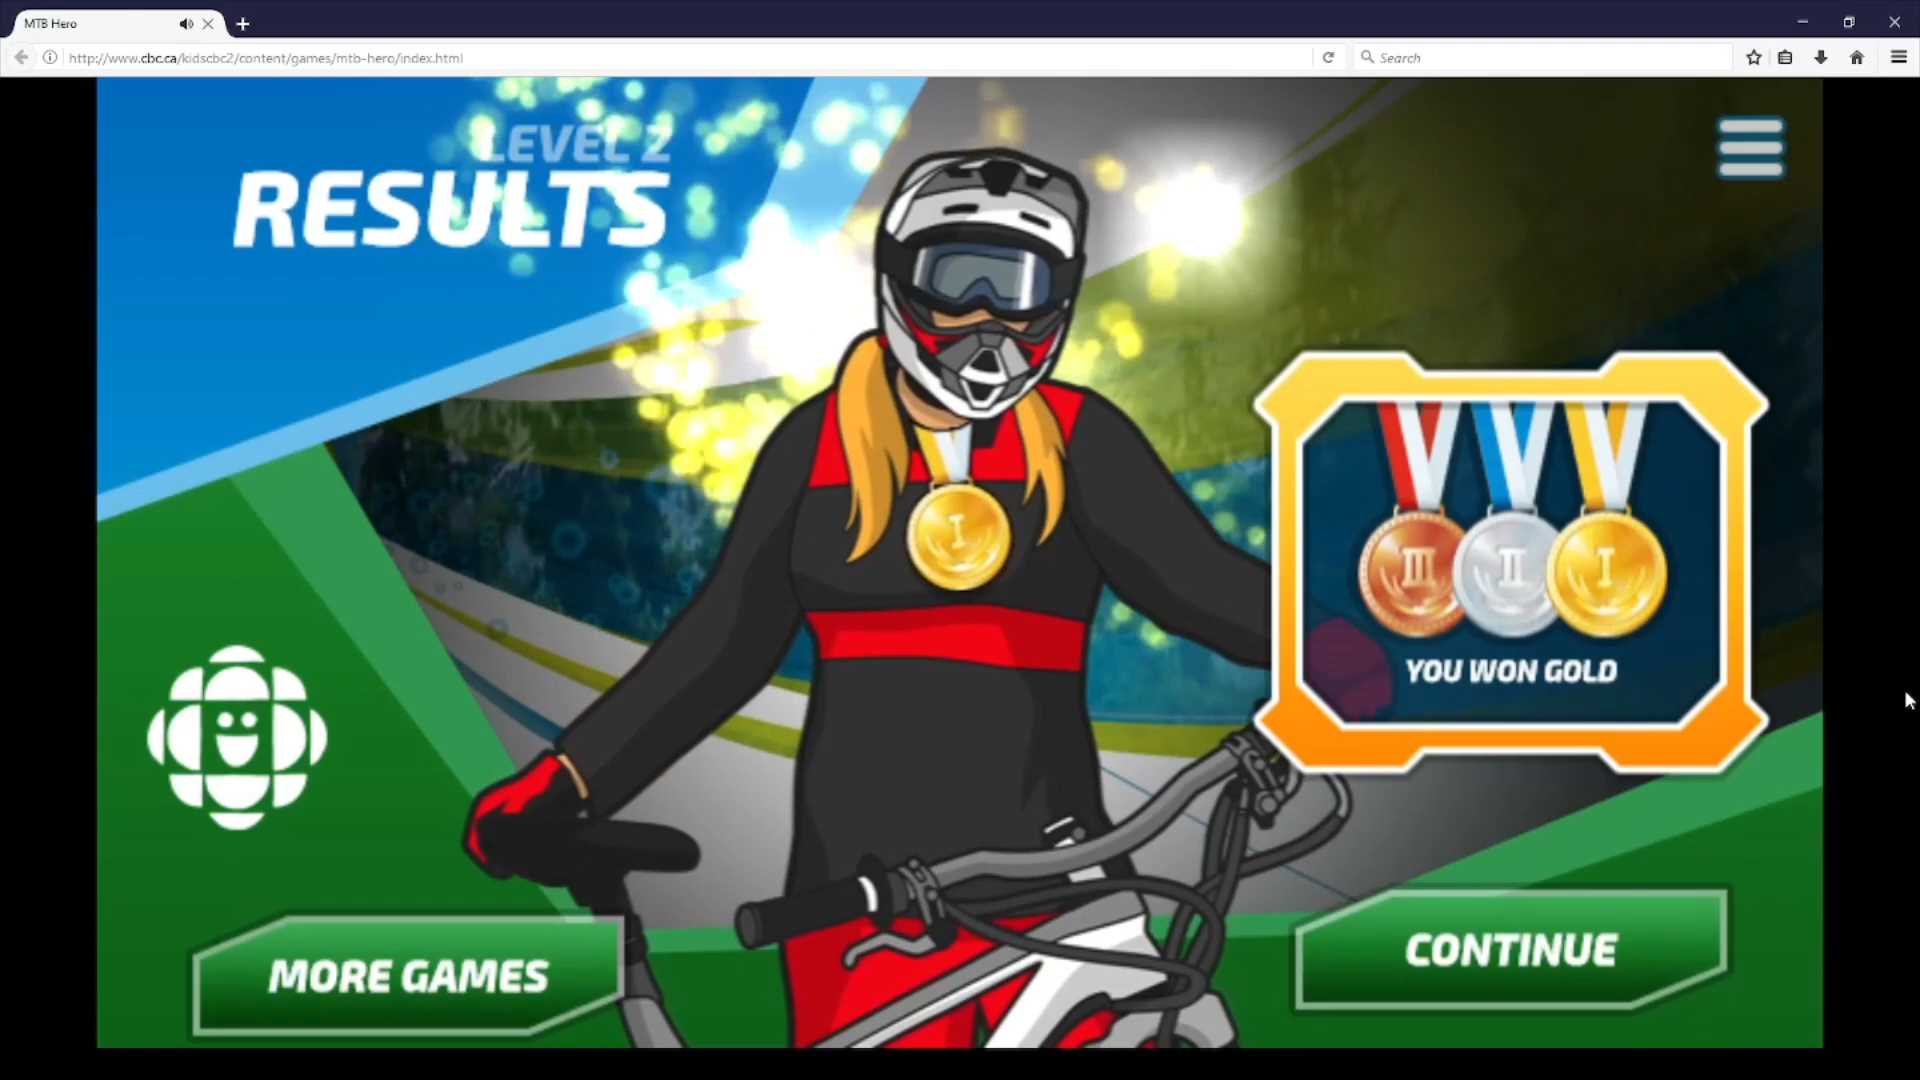 MTB Hero
http://www.cbc.ca/kidscbc2/content/games/mtb-hero/index.html
Search
LEVEL 2
RESULTS
I
III II I
YOU WON GOLD
MORE GAMES
CONTINUE